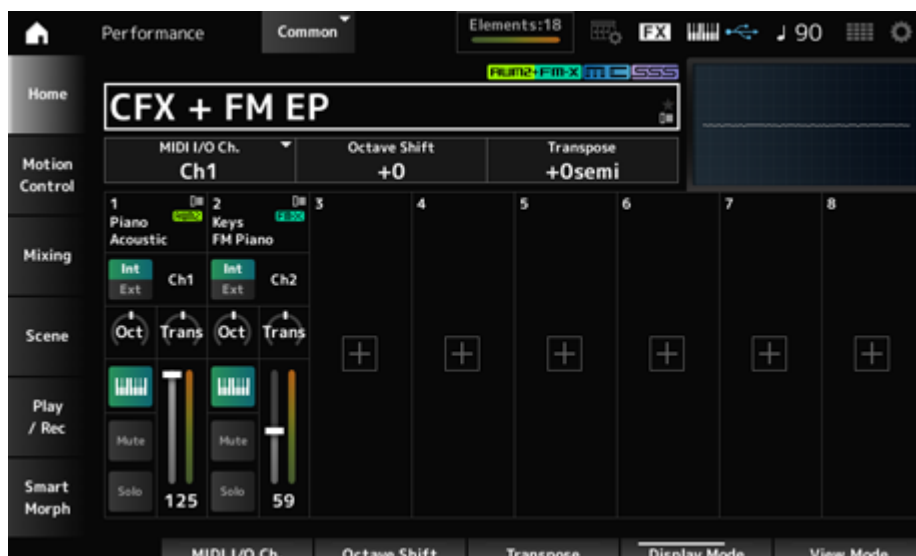 Performance
Common
Elements:18
FX
♩ 90
Home
AWM2+FM-X MC SSS
CFX + FM EP
MIDI I/O Ch.
Ch1
Octave Shift
+0
Transpose
+0semi
Motion
Control
1
Piano
Acoustic
2
Keys
FM Piano
FM-X
3
4
5
6
7
8
Mixing
Int
Ext
Ch1
Int
Ext
Ch2
Scene
Oct
Trans
Oct
Trans
Play
/ Rec
Mute
Mute
Smart
Morph
Solo
125
Solo
59
MIDI I/O Ch.
Octave Shift
Transpose
Display Mode
View Mode